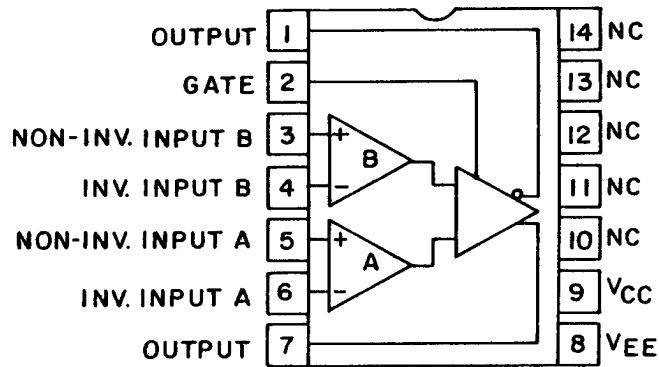 OUTPUT 1
GATE 2
NON-INV. INPUT B 3
INV. INPUT B 4
NON-INV. INPUT A 5
INV. INPUT A 6
OUTPUT 7
+
B
-
+
A
-
14 NC
13 NC
12 NC
11 NC
10 NC
9 VCC
8 VEE